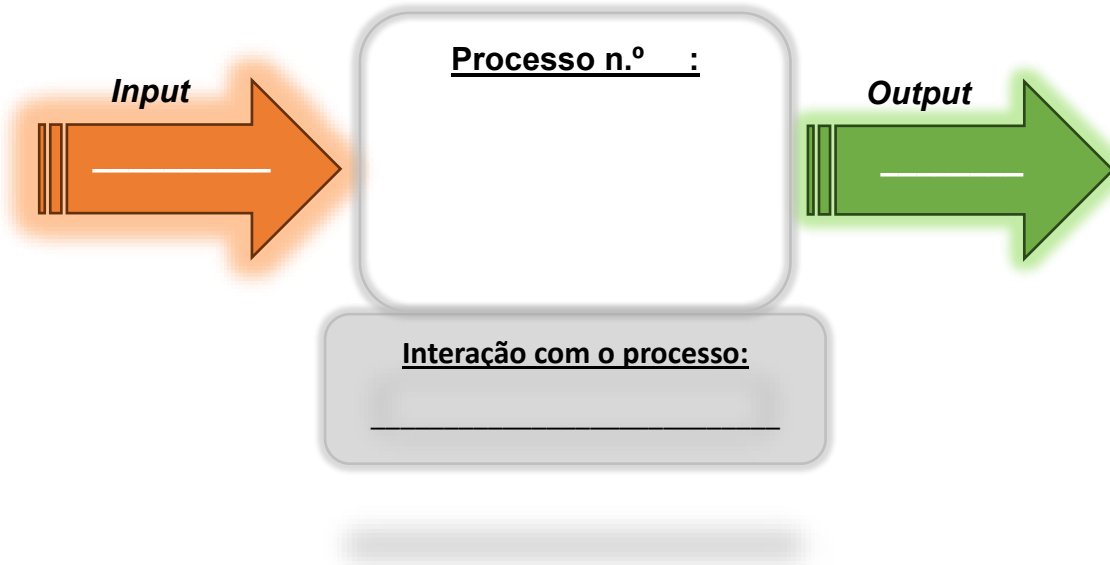 Processo n.º :
Input
Output
Interação com o processo: